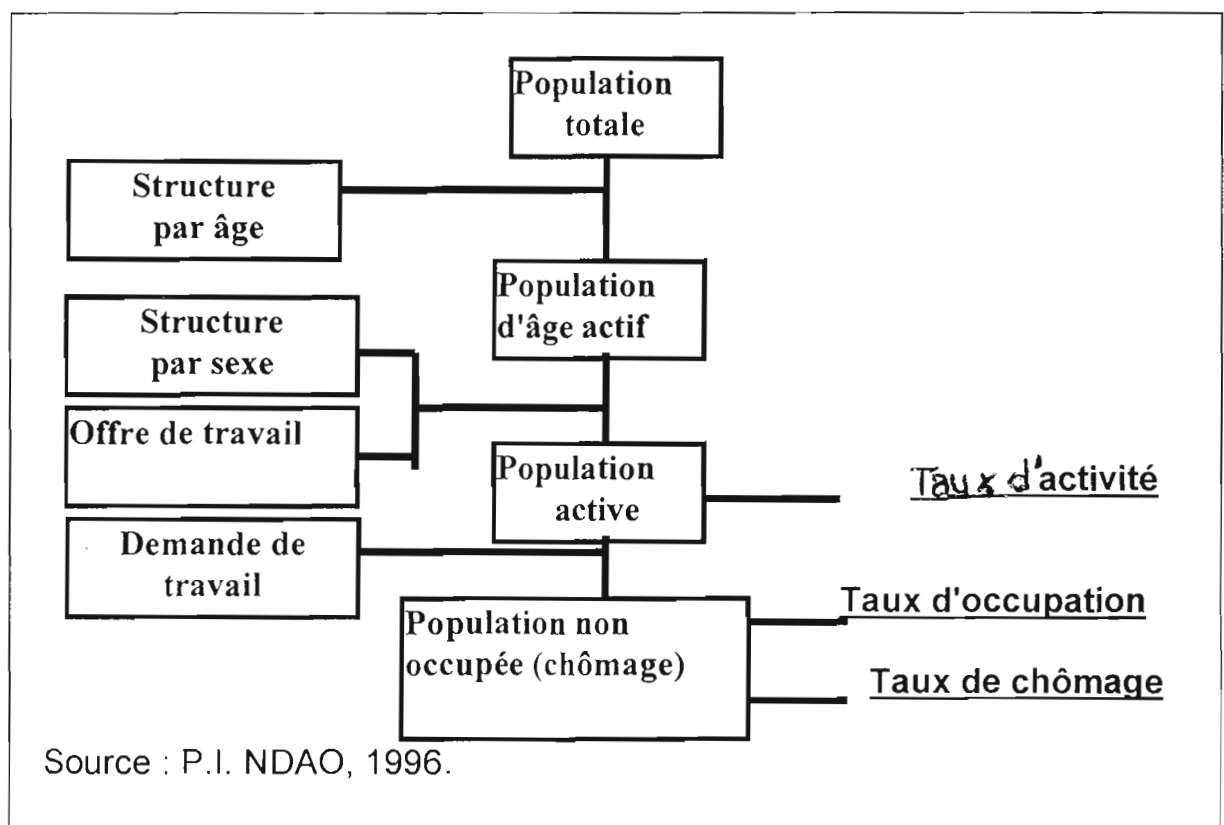 Population
totale
Structure
par âge
Population
d'âge actif
Structure
par sexe
Offre de travail
Population
active
Taux d'activité
Demande de
travail
Population non
occupée (chômage)
Taux d'occupation
Taux de chômage
Source : P.I. NDAO, 1996.